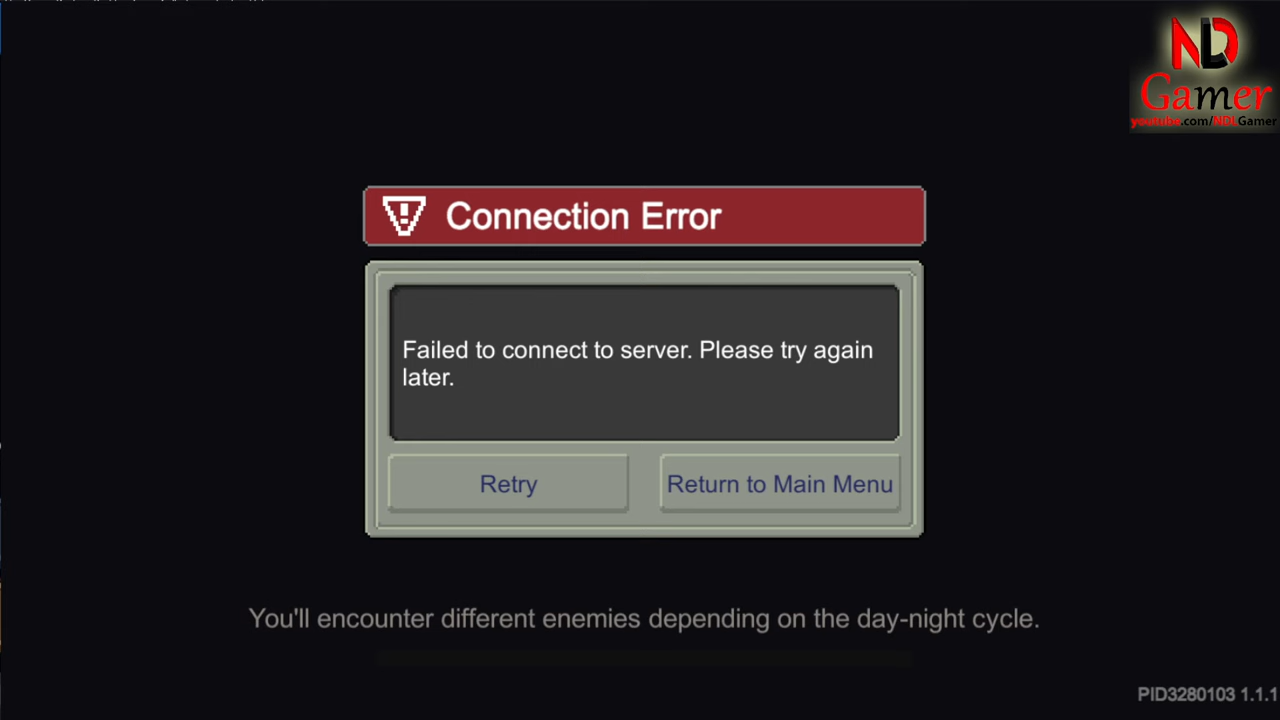 ND
Gamer
youtube.com/NDLGamer
Connection Error
Failed to connect to server. Please try again
later.
Retry
Return to Main Menu
You'll encounter different enemies depending on the day-night cycle.
PID3280103 1.1.1